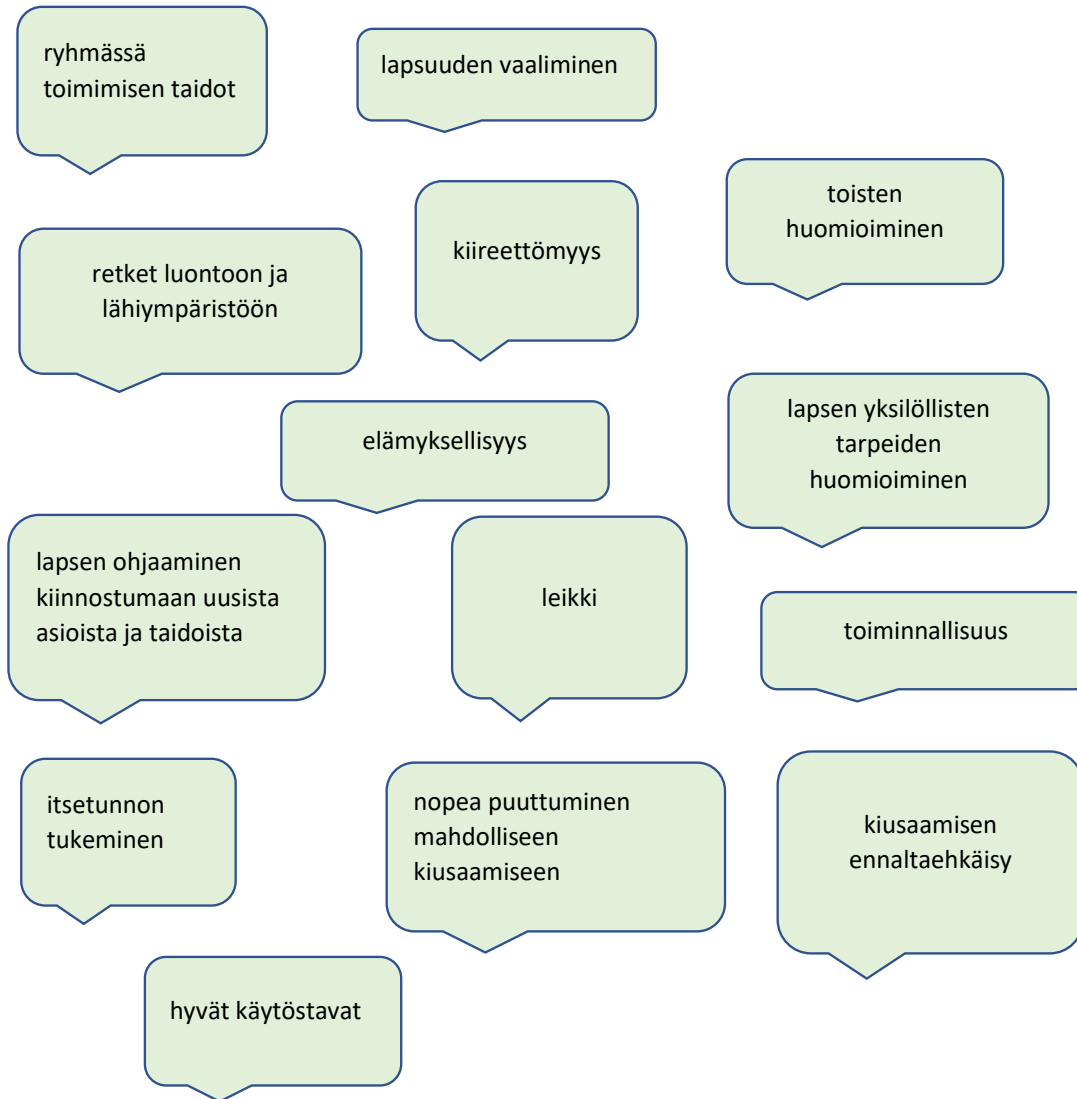 ryhmässä
toimimisen taidot
lapsuuden vaaliminen
toisten
huomioiminen
kiireettömyys
retket luontoon ja
lähiympäristöön
lapsen yksilöllisten
tarpeiden
huomioiminen
elämyksellisyys
lapsen ohjaaminen
kiinnostumaan uusista
asioista ja taidoista
leikki
toiminnallisuus
itsetunnon
tukeminen
nopea puuttuminen
mahdolliseen
kiusaamiseen
kiusaamisen
ennaltaehkäisy
hyvät käytöstavat